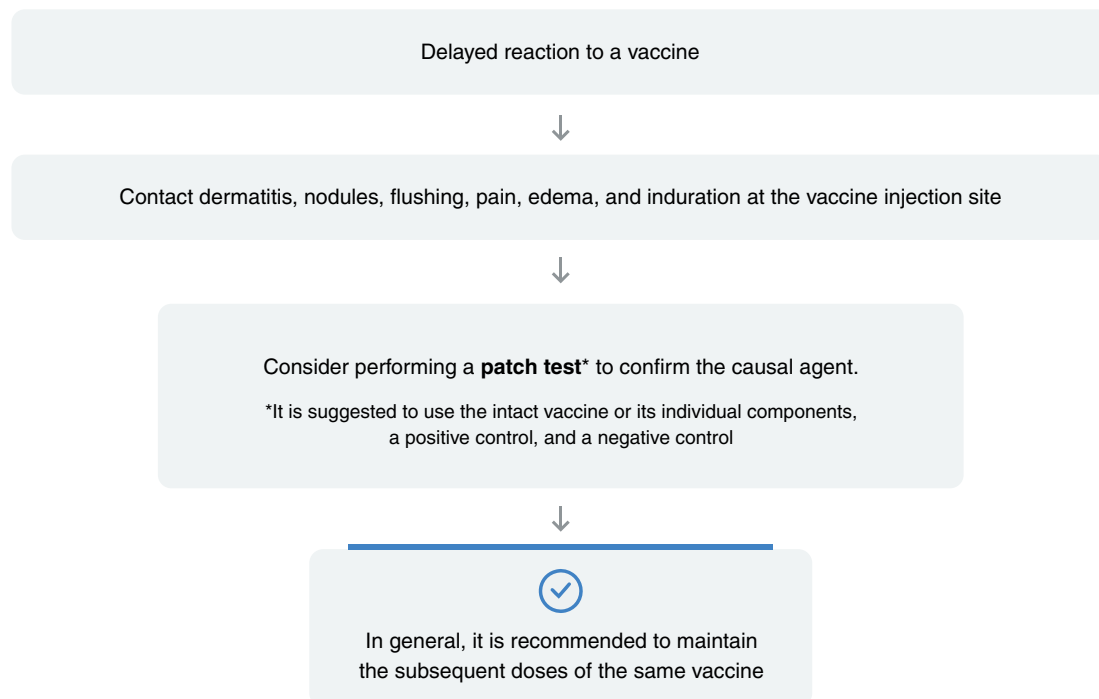 Delayed reaction to a vaccine
Contact dermatitis, nodules, flushing, pain, edema, and induration at the vaccine injection site
Consider performing a patch test* to confirm the causal agent.
*It is suggested to use the intact vaccine or its individual components,
a positive control, and a negative control
In general, it is recommended to maintain
the subsequent doses of the same vaccine